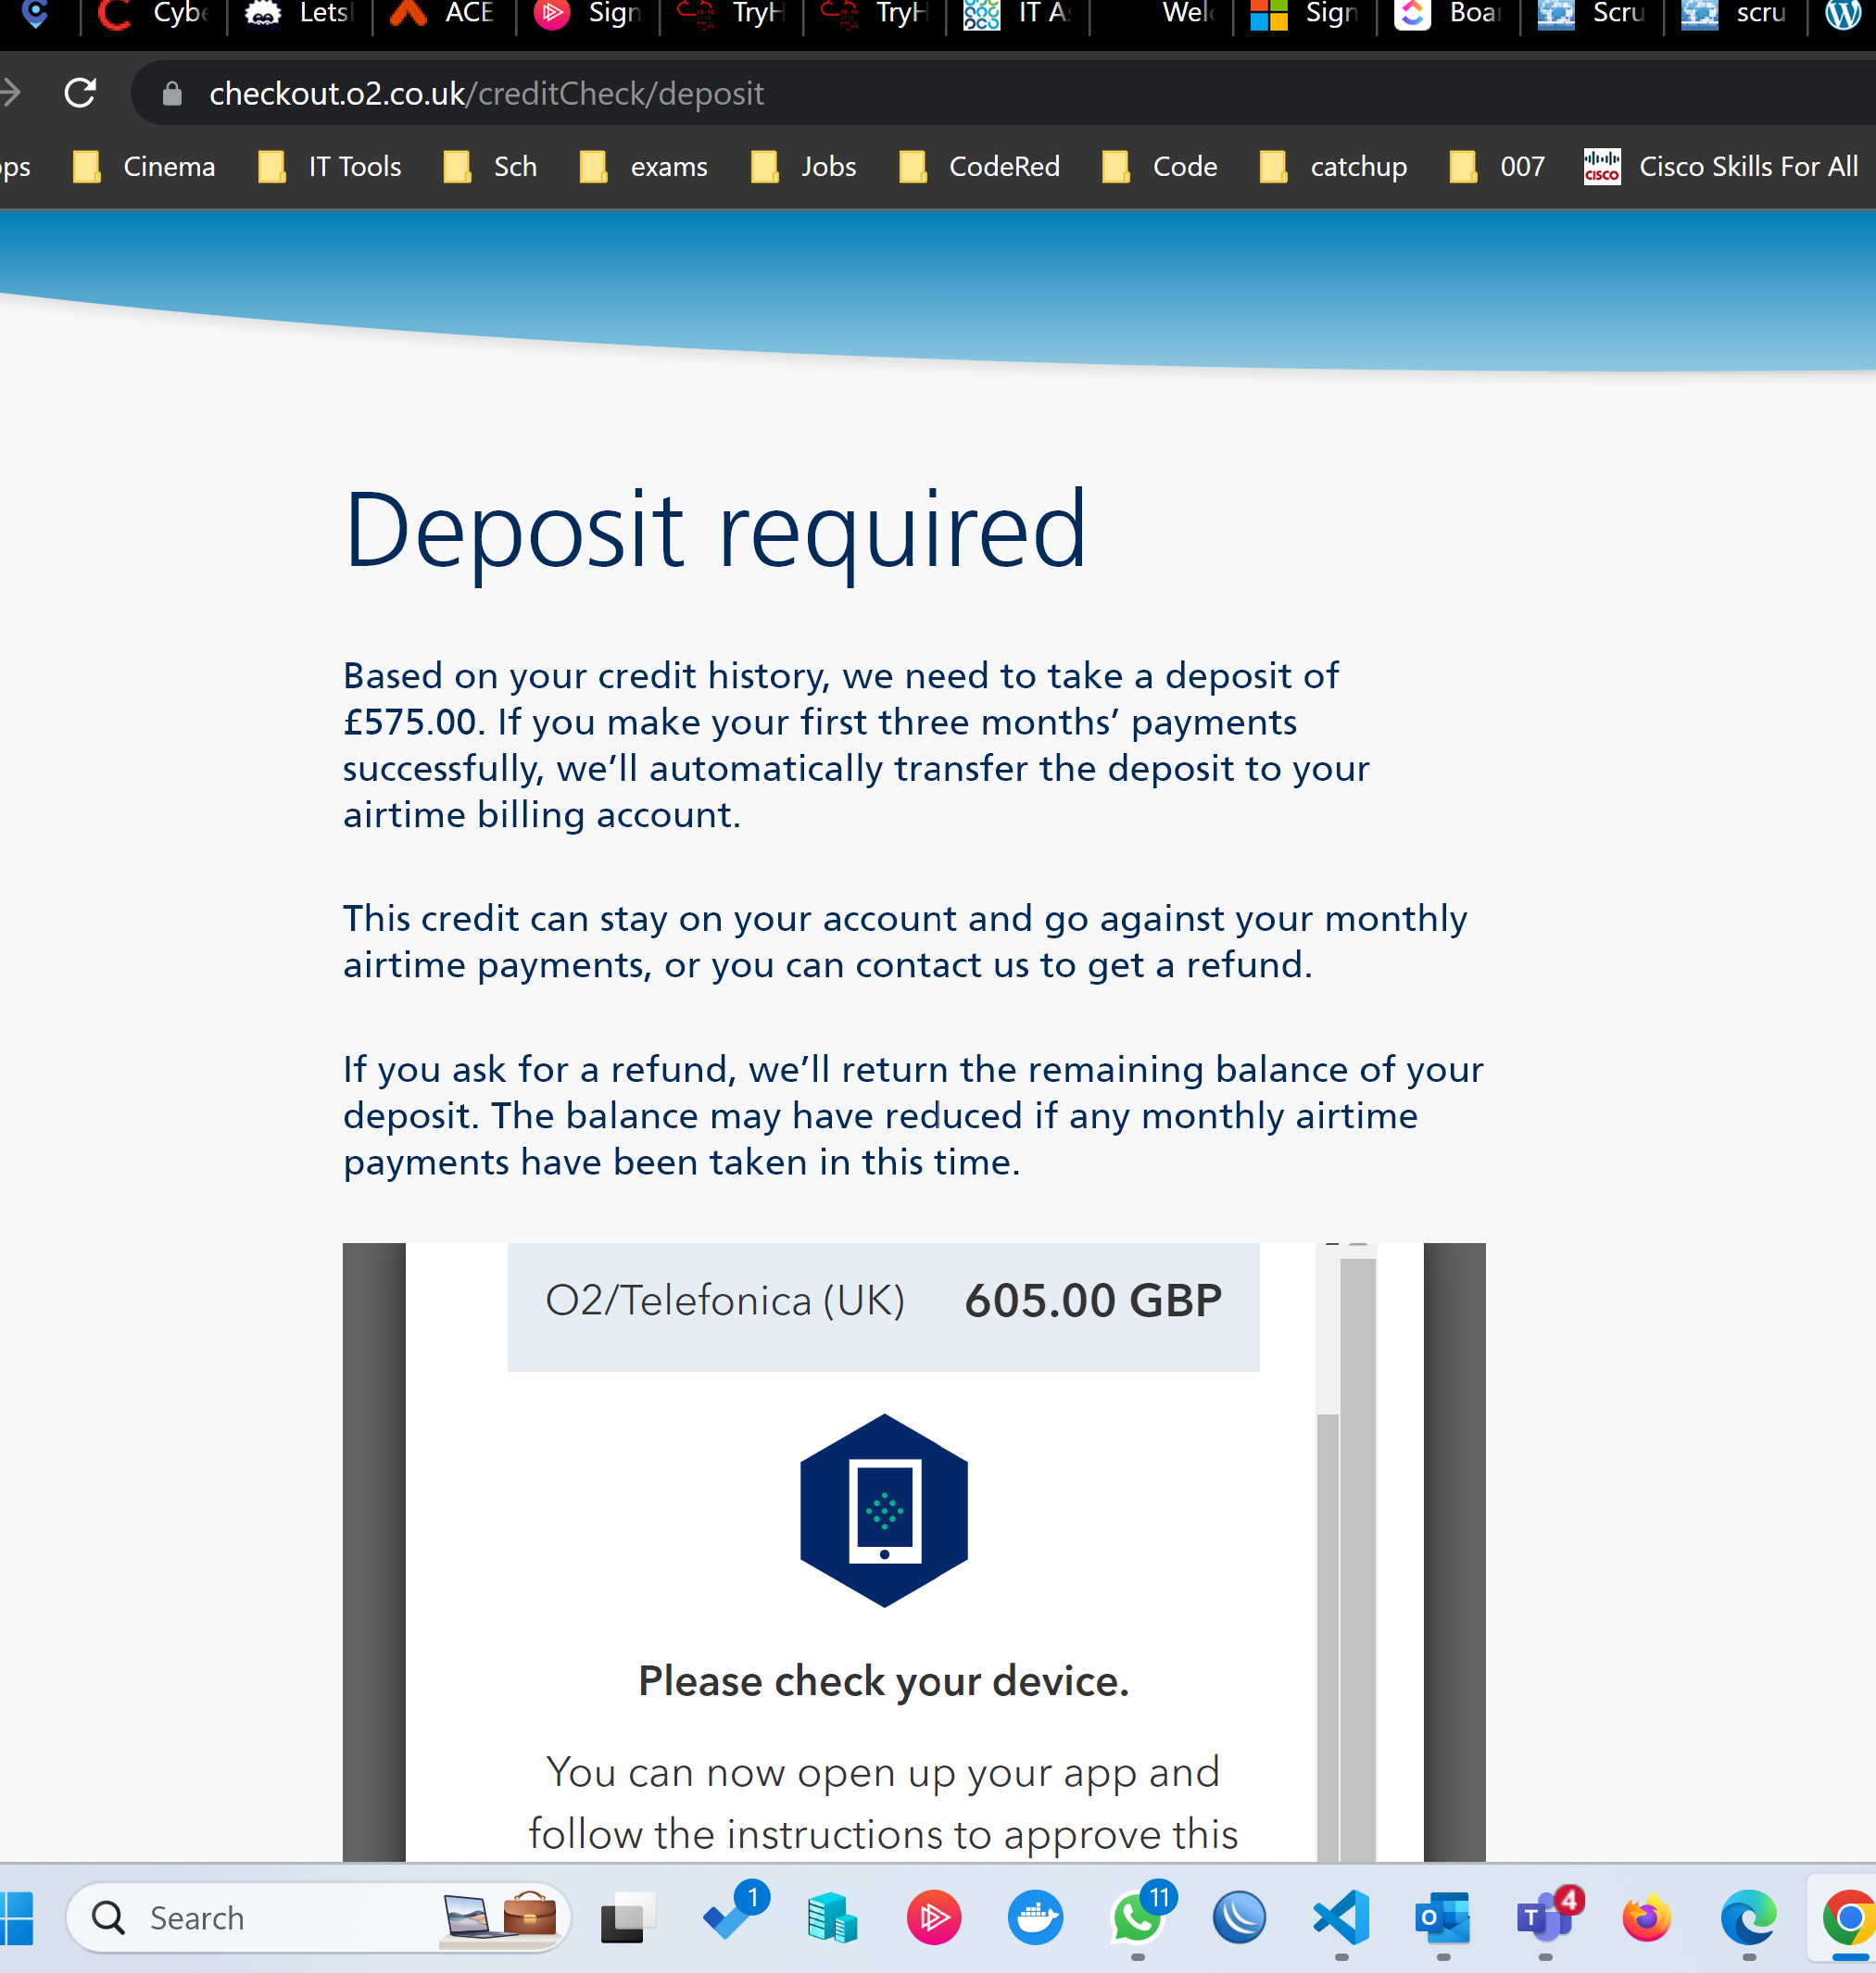 Cybe Lets ACE Sign TryH TryH IT A Welc Sign Boar Scru scru
checkout.o2.co.uk/creditCheck/deposit
ps Cinema IT Tools Sch exams Jobs CodeRed Code catchup 007 CISCO Cisco Skills For All
Deposit required
Based on your credit history, we need to take a deposit of
£575.00. If you make your first three months’ payments
successfully, we’ll automatically transfer the deposit to your
airtime billing account.
This credit can stay on your account and go against your monthly
airtime payments, or you can contact us to get a refund.
If you ask for a refund, we’ll return the remaining balance of your
deposit. The balance may have reduced if any monthly airtime
payments have been taken in this time.
O2/Telefonica (UK) 605.00 GBP
Please check your device.
You can now open up your app and
follow the instructions to approve this
Search 1 11 4